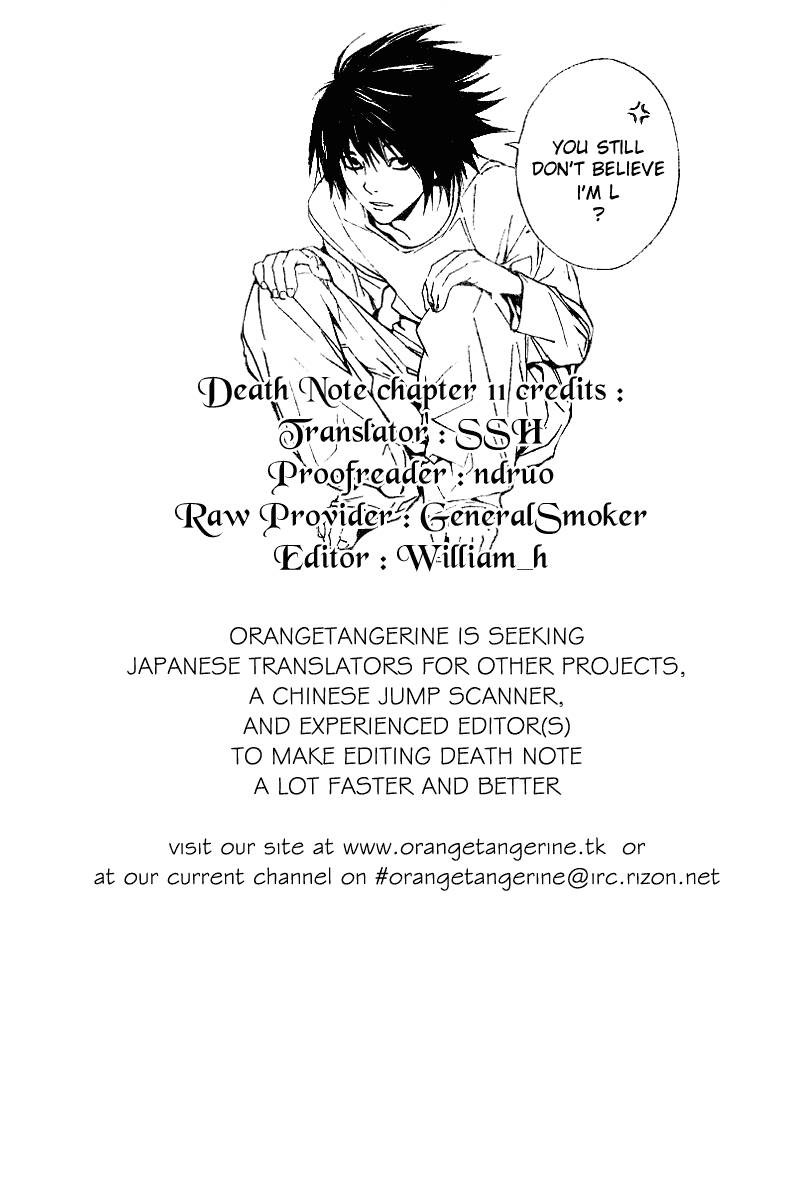 YOU STILL
DON'T BELIEVE
I'M L
?
Death Note chapter 11 credits :
Translator : SSH
Proofreader : ndruo
Raw Provider : GeneralSmoker
Editor : William_h
ORANGETANGERINE IS SEEKING
JAPANESE TRANSLATORS FOR OTHER PROJECTS,
A CHINESE JUMP SCANNER,
AND EXPERIENCED EDITOR(S)
TO MAKE EDITING DEATH NOTE
A LOT FASTER AND BETTER
visit our site at www.orangetangerine.tk or
at our current channel on #orangetangerine@irc.rizon.net